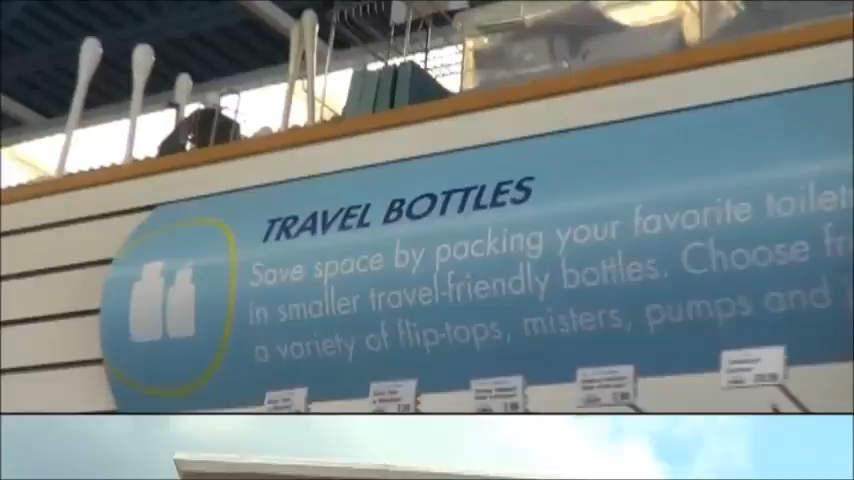 TRAVEL BOTTLES
Save space by packing your favorite toilet
in smaller travel-friendly bottles. Choose fr
a variety of flip-tops, misters, pumps and